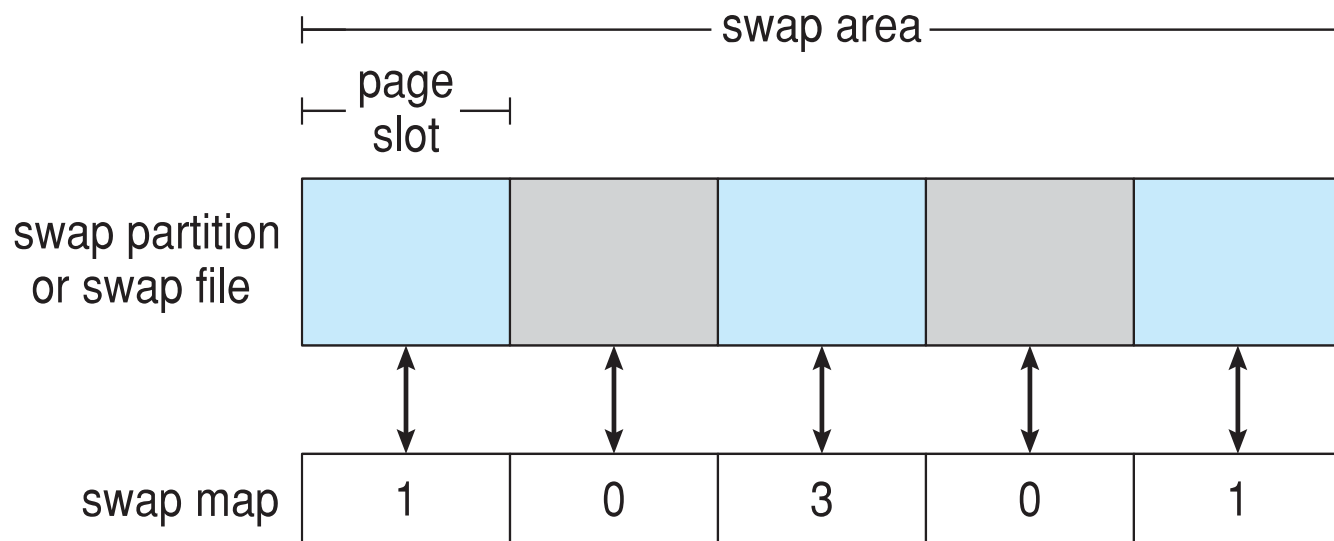 swap area
page
slot
swap partition
or swap file
swap map 1 0 3 0 1